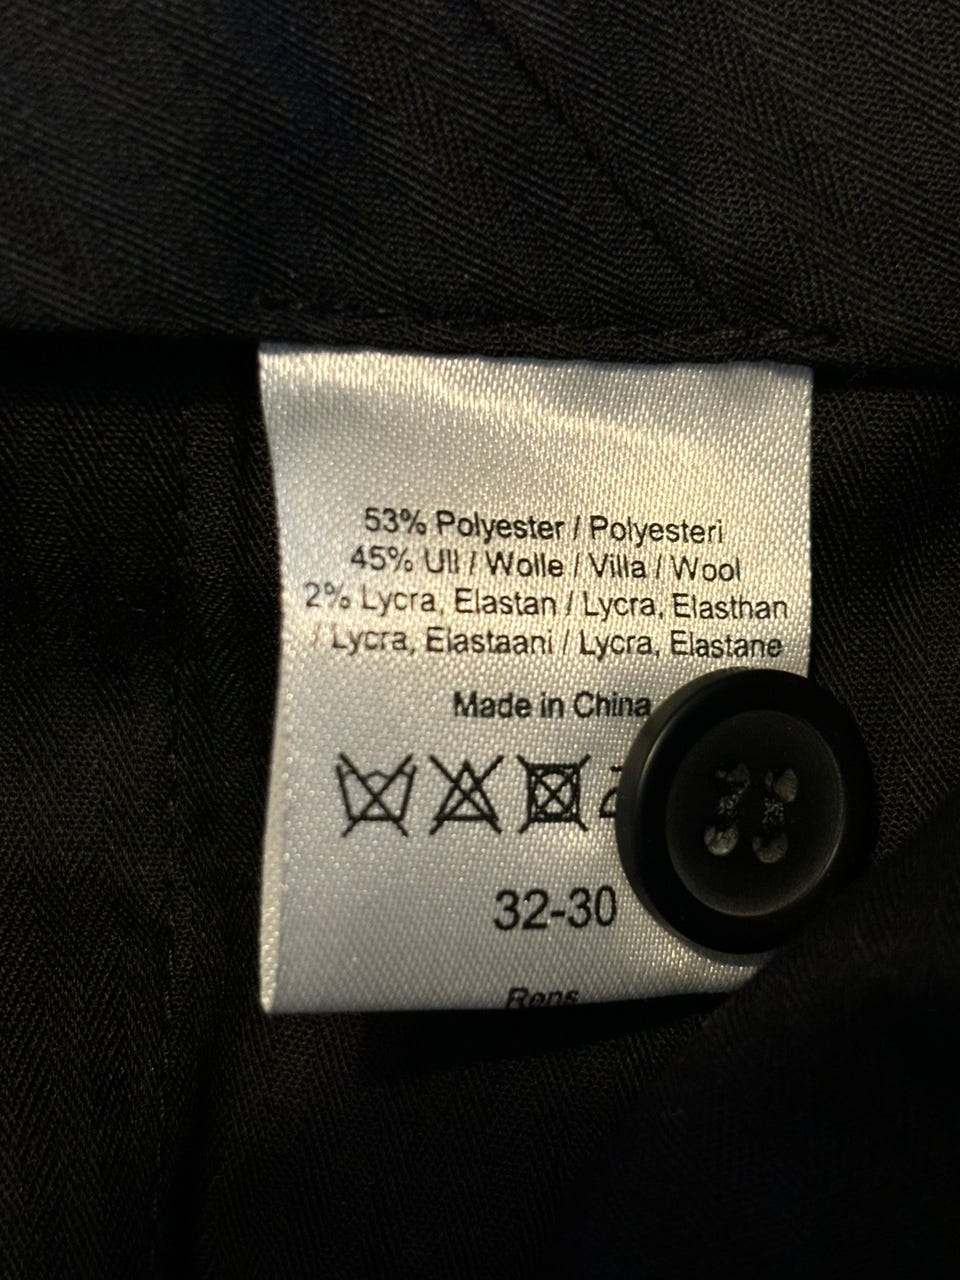 53% Polyester / Polyesteri
45% Ull / Wolle / Villa / Wool
2% Lycra, Elastan / Lycra, Elasthan
/ Lycra, Elastaani / Lycra, Elastane
Made in China
32-30